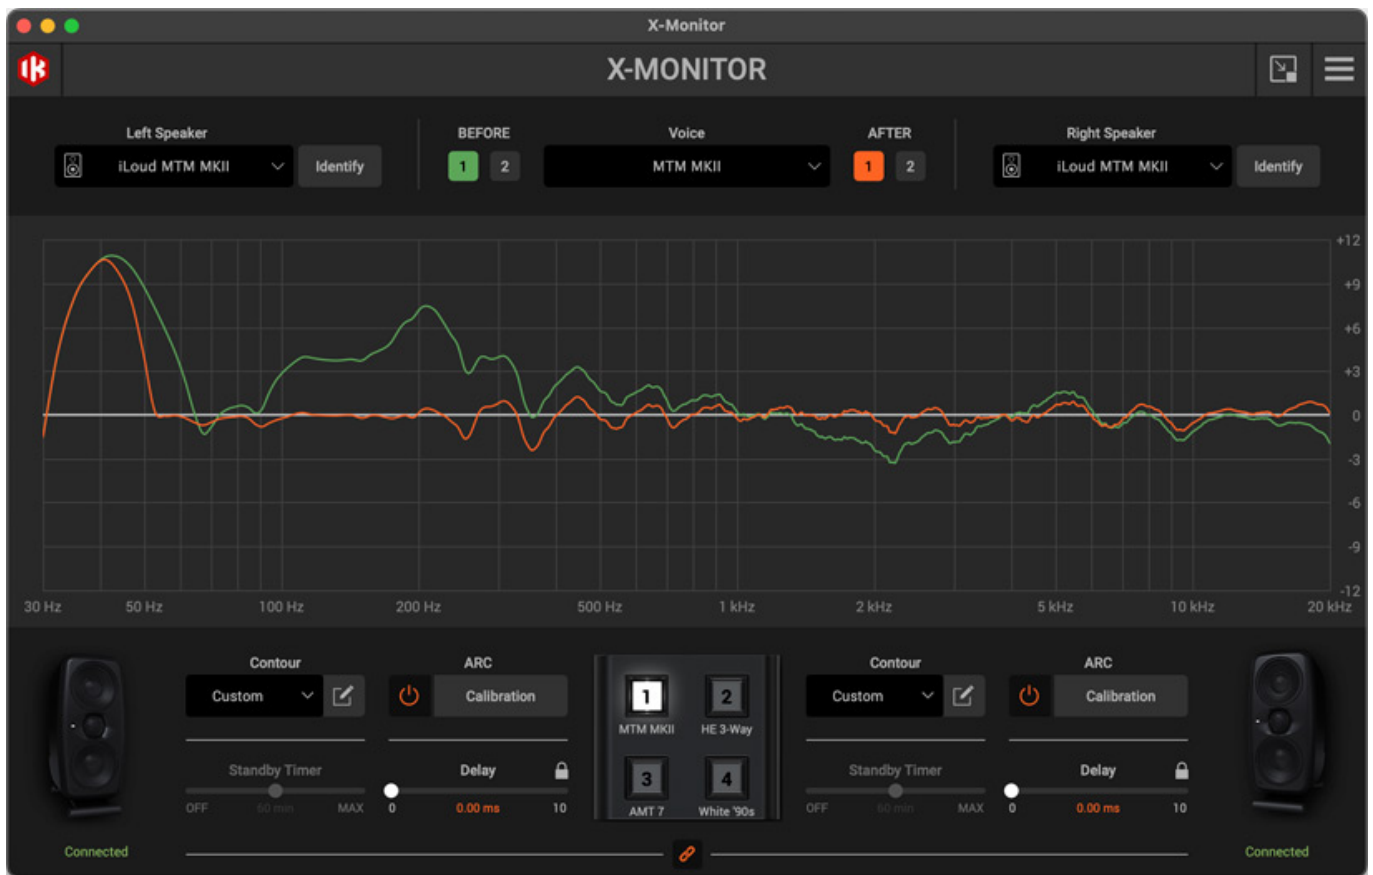 X-Monitor
IK
X-MONITOR
Left Speaker
iLoud MTM MKII
Identify
BEFORE
1 2
Voice
MTM MKII
AFTER
1 2
Right Speaker
iLoud MTM MKII
Identify
+12
+9
+6
+3
0
-3
-6
-9
-12
30 Hz 50 Hz 100 Hz 200 Hz 500 Hz 1 kHz 2 kHz 5 kHz 10 kHz 20 kHz
Contour
Custom
ARC
Calibration
Standby Timer
OFF MAX
Delay
0 0.00 ms 10
1 2
MTM MKII HE 3-Way
3 4
AMT 7 White '90s
Contour
Custom
ARC
Calibration
Standby Timer
OFF 60 min MAX
Delay
0 0.00 ms 10
Connected
Connected